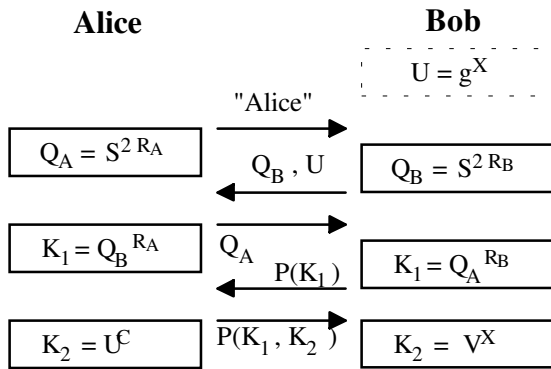 Alice Bob
U = g^X
"Alice"
Q_A = S^2 R_A
Q_B , U
Q_B = S^2 R_B
K_1 = Q_B^R_A
Q_A
K_1 = Q_A^R_B
P(K_1)
K_2 = U^C
P(K_1 , K_2 )
K_2 = V^X